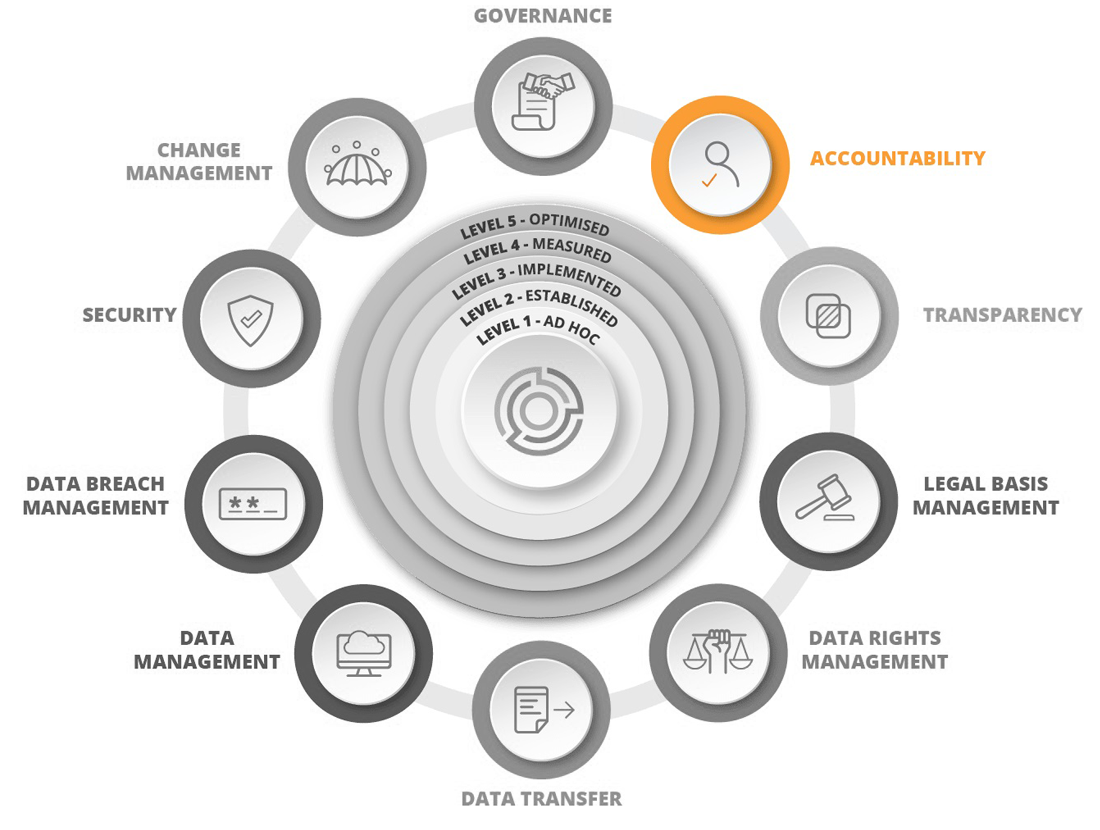 GOVERNANCE
ACCOUNTABILITY
CHANGE
MANAGEMENT
LEVEL 5 - OPTIMISED
LEVEL 4 - MEASURED
LEVEL 3 - IMPLEMENTED
LEVEL 2 - ESTABLISHED
LEVEL 1 - AD HOC
SECURITY
TRANSPARENCY
DATA BREACH
MANAGEMENT
**_
LEGAL BASIS
MANAGEMENT
DATA
MANAGEMENT
DATA RIGHTS
MANAGEMENT
DATA TRANSFER